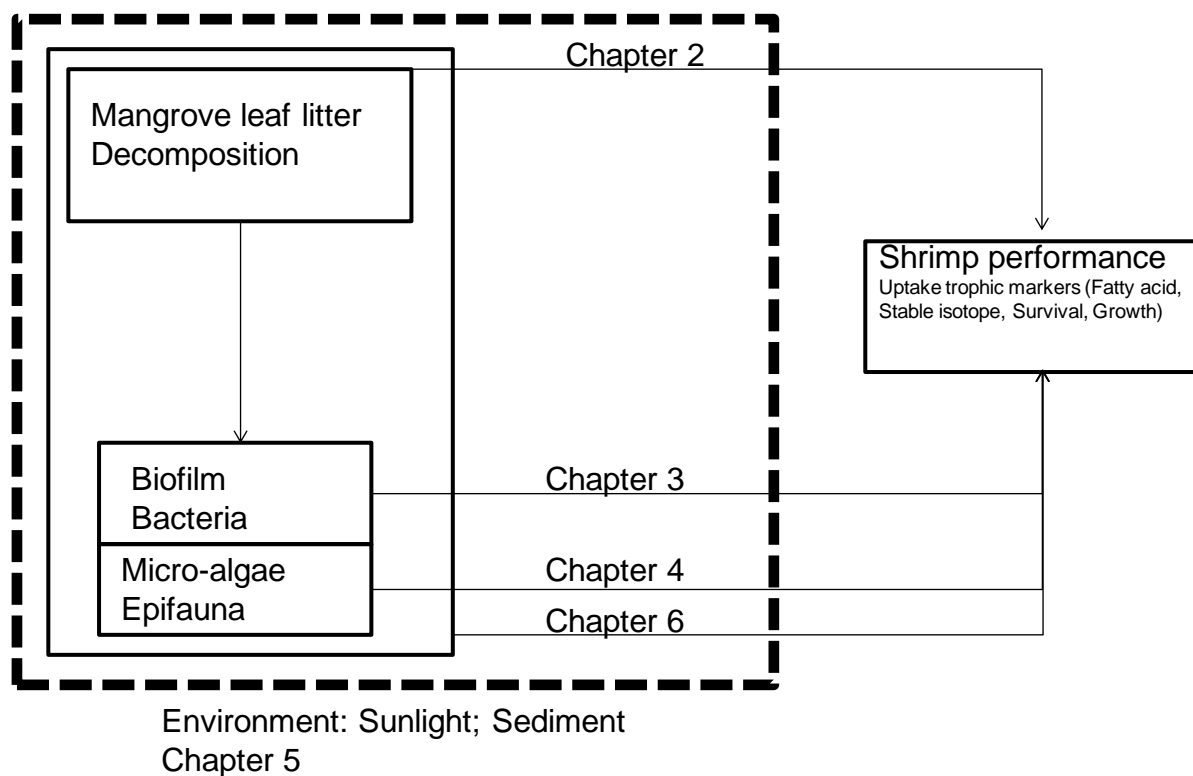 Chapter 2
Mangrove leaf litter
Decomposition
Shrimp performance
Uptake trophic markers (Fatty acid,
Stable isotope, Survival, Growth)
Biofilm
Bacteria
Chapter 3
Micro-algae
Epifauna
Chapter 4
Chapter 6
Environment: Sunlight; Sediment
Chapter 5